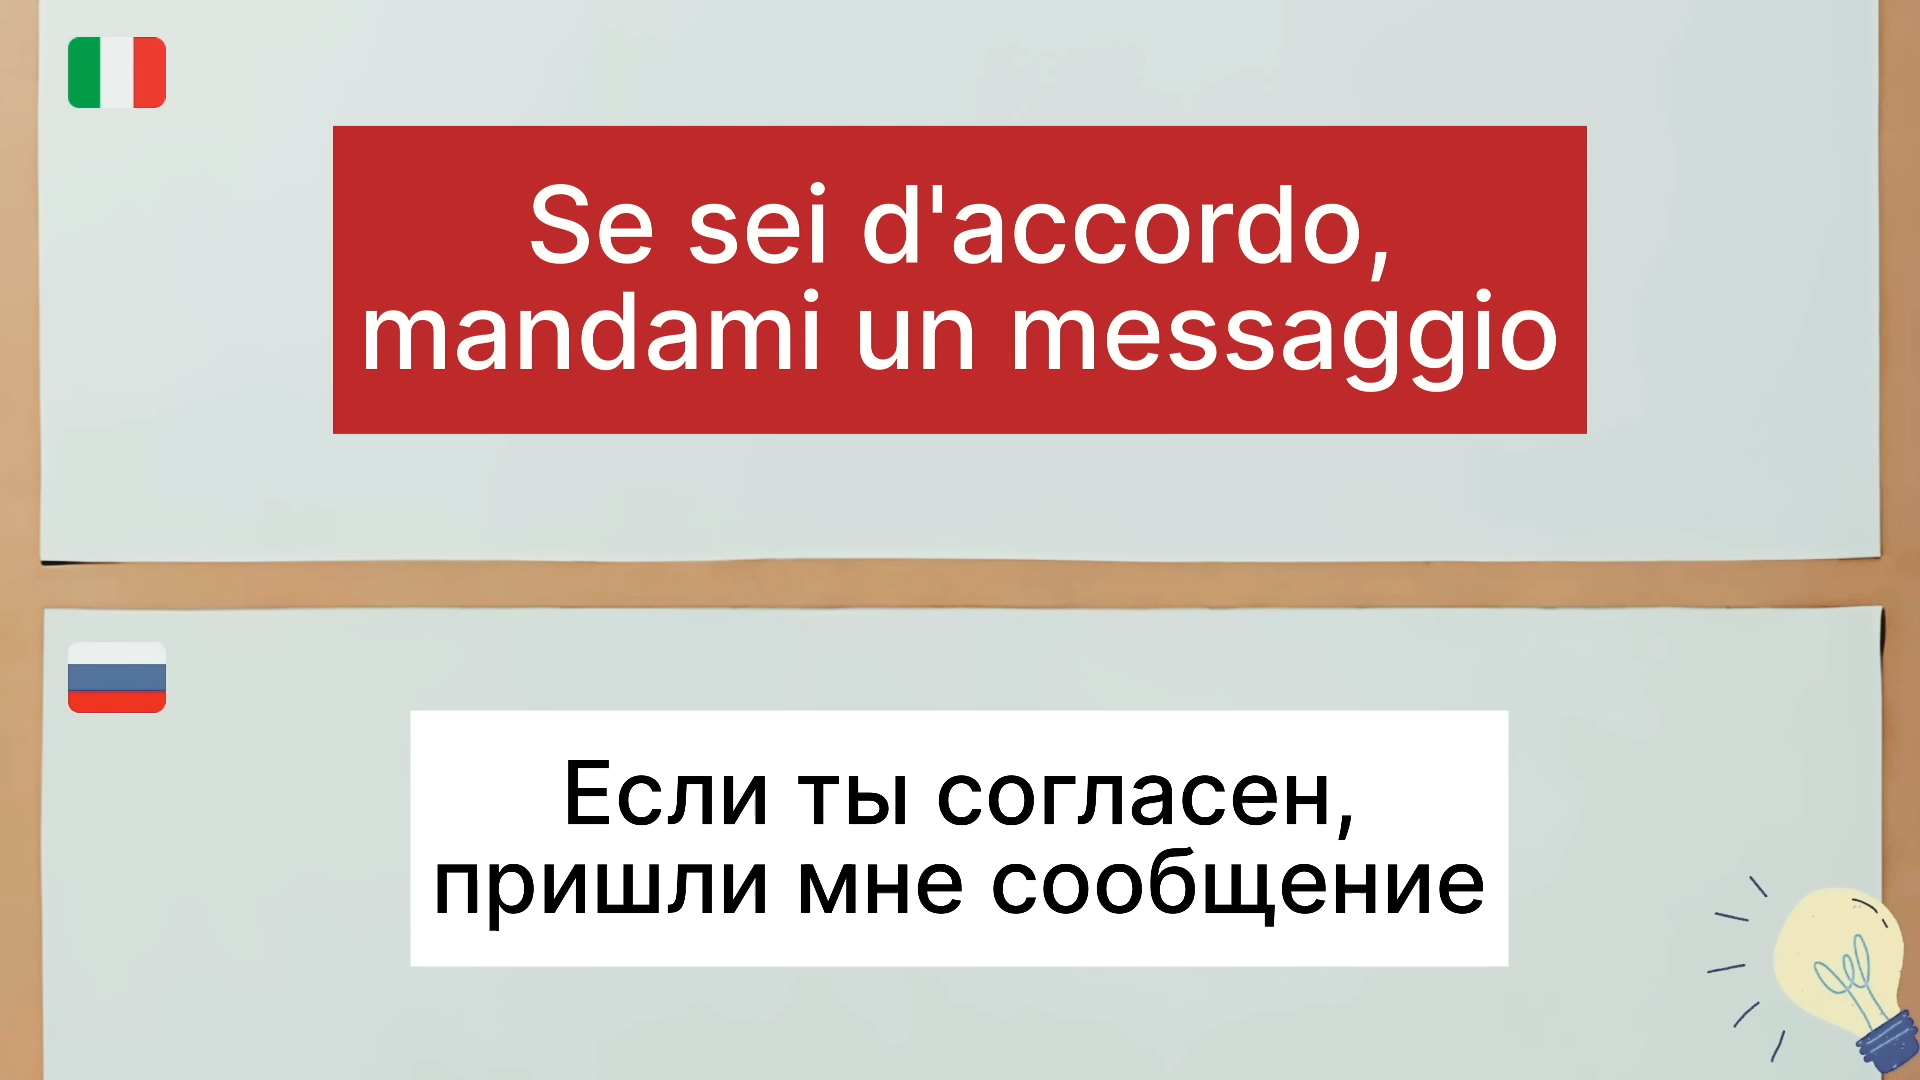 Se sei d'accordo,
mandami un messaggio
Если ты согласен,
пришли мне сообщение